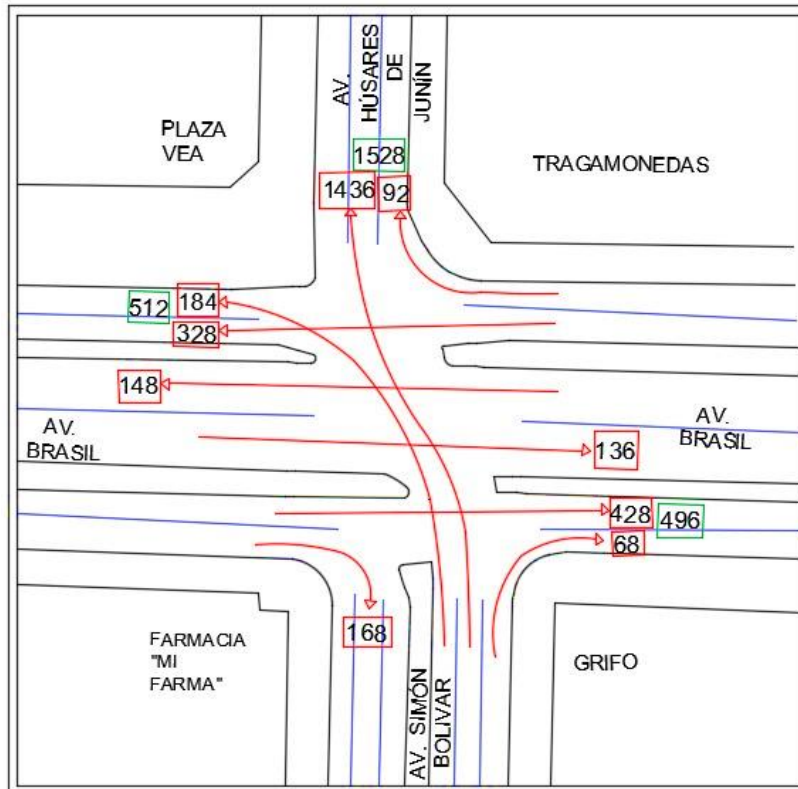 AV.
HÚSARES
DE
JUNÍN
PLAZA
VEA
1528
TRAGAMONEDAS
1436
92
512
184
328
148
AV.
BRASIL
AV.
BRASIL
136
428
496
68
168
FARMACIA
"MI
FARMA"
AV. SIMÓN
BOLIVAR
GRIFO